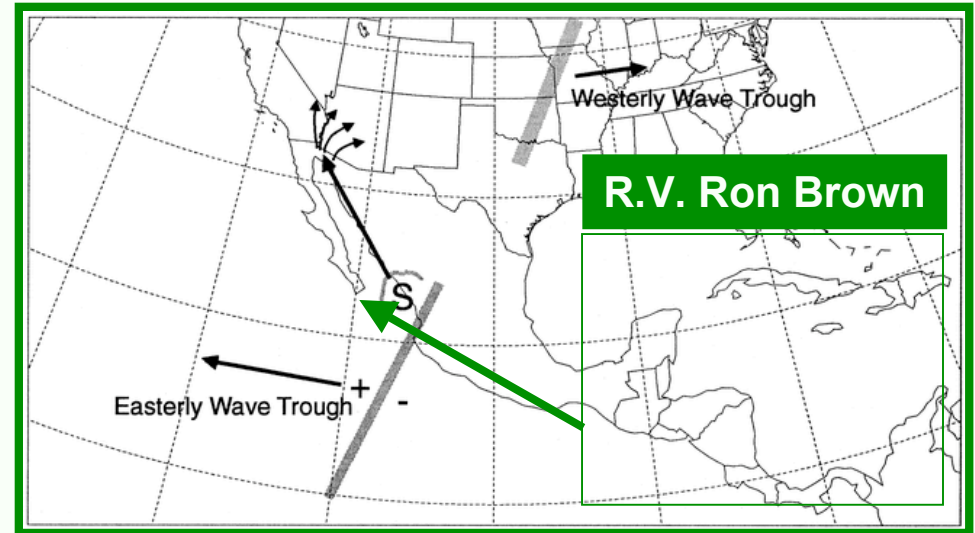 Westerly Wave Trough
R.V. Ron Brown
S
+
-
Easterly Wave Trough